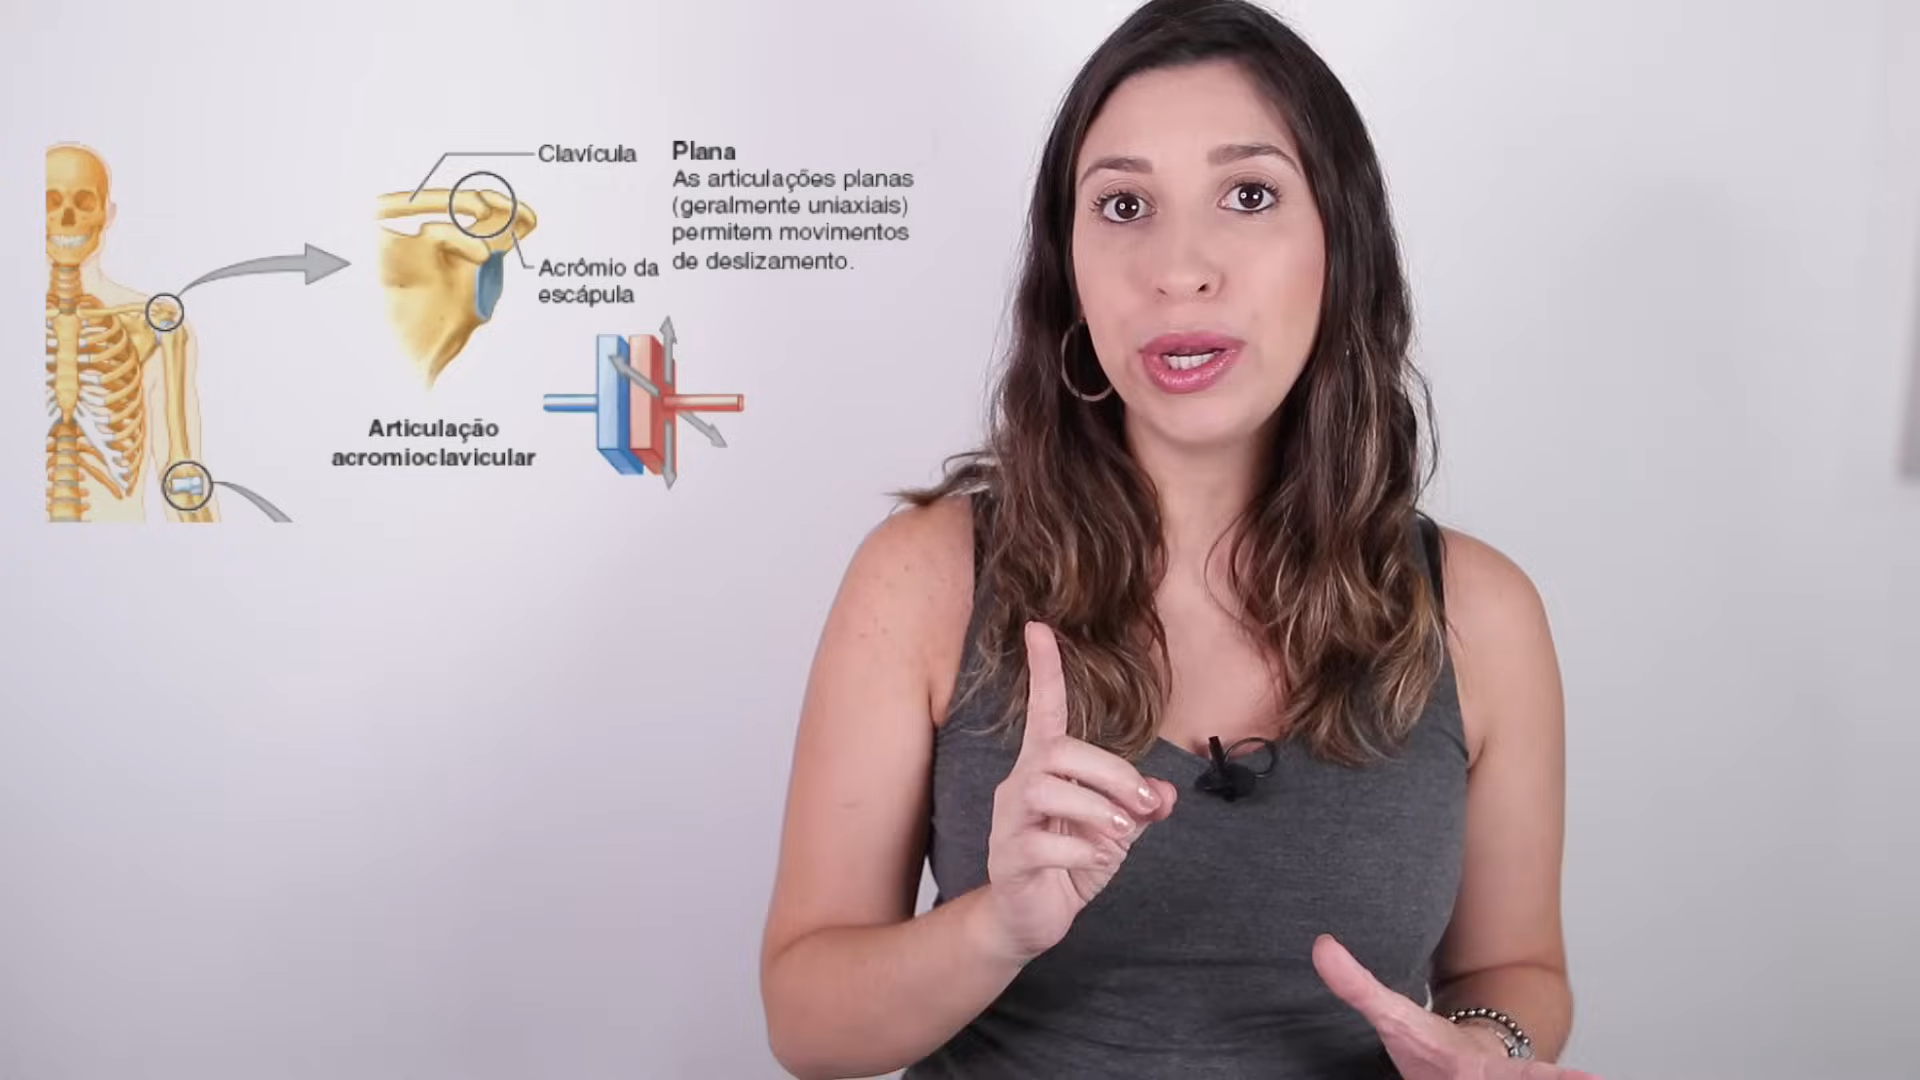 Clavícula
Plana
As articulações planas
(geralmente uniaxiais)
permitem movimentos
de deslizamento.
Acrômio da
escápula
Articulação
acromioclavicular